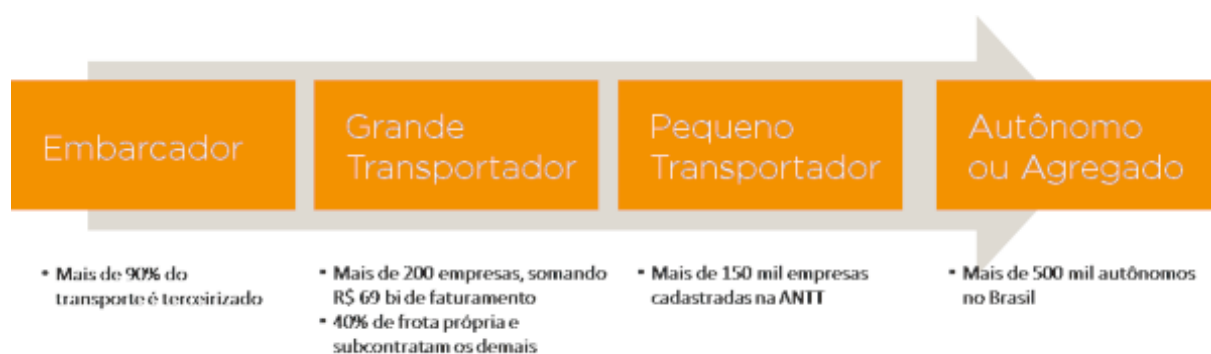 Embarcador
Grande
Transportador
Pequeno
Transportador
Autônomo
ou Agregado
• Mais de 90% do
transporte é terceirizado
• Mais de 200 empresas, somando
R$ 69 bi de faturamento
• 40% de frota própria e
subcontratam os demais
• Mais de 150 mil empresas
cadastradas na ANTT
• Mais de 500 mil autônomos
no Brasil